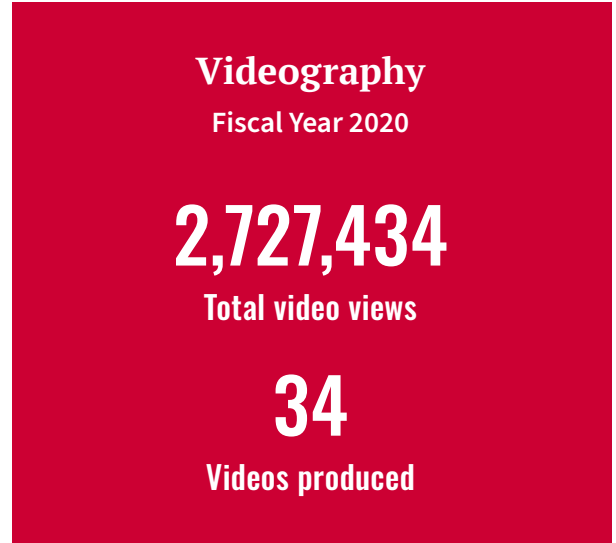 Videography
Fiscal Year 2020
2,727,434
Total video views
34
Videos produced